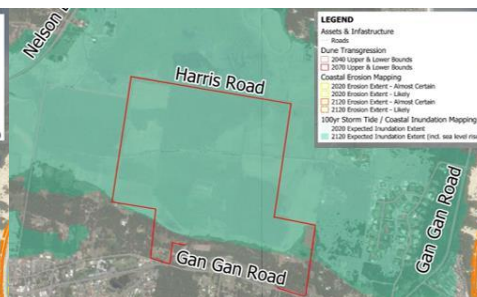 Nelson
Harris Road
Gan Gan Road
Gan Gan Road
LEGEND
Assets & Infastructure
Roads
Dune Transgression
2040 Upper & Lower Bounds
2070 Upper & Lower Bounds
Coastal Erosion Mapping
2020 Erosion Extent - Almost Certain
2020 Erosion Extent - Likely
2120 Erosion Extent - Almost Certain
2120 Erosion Extent - Likely
100yr Storm Tide / Coastal Inundation Mapping
2020 Expected Inundation Extent
2120 Expected Inundation Extent (incl. sea level rise